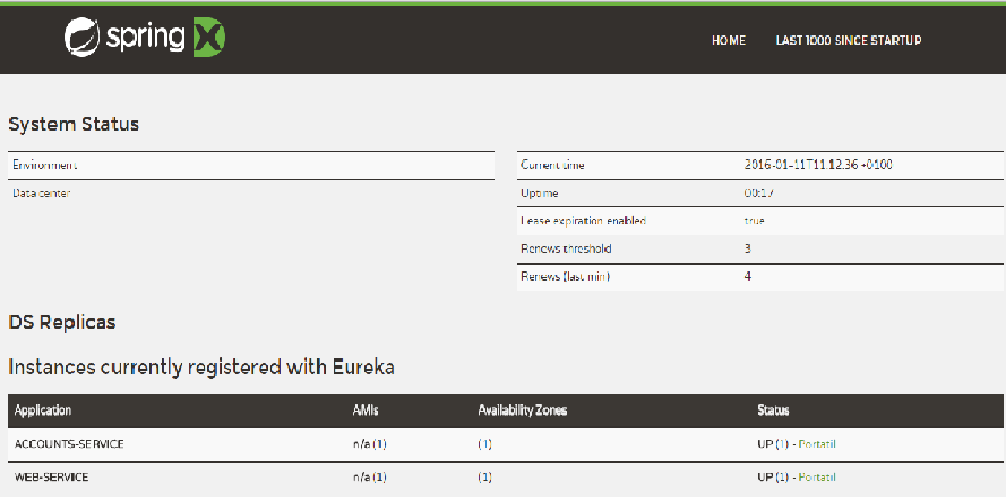 spring
HOME LAST 1000 SINCE STARTUP
System Status
Environment
Data center
Current time 2016-01-11T11:12:36 +0100
Uptime 00:17
Lease expiration enabled true
Renews threshold 3
Renews (last min) 4
DS Replicas
Instances currently registered with Eureka
Application AMIs Availability Zones Status
ACCOUNTS-SERVICE n/a (1) (1) UP (1) - Portatil
WEB-SERVICE n/a (1) (1) UP (1) - Portatil